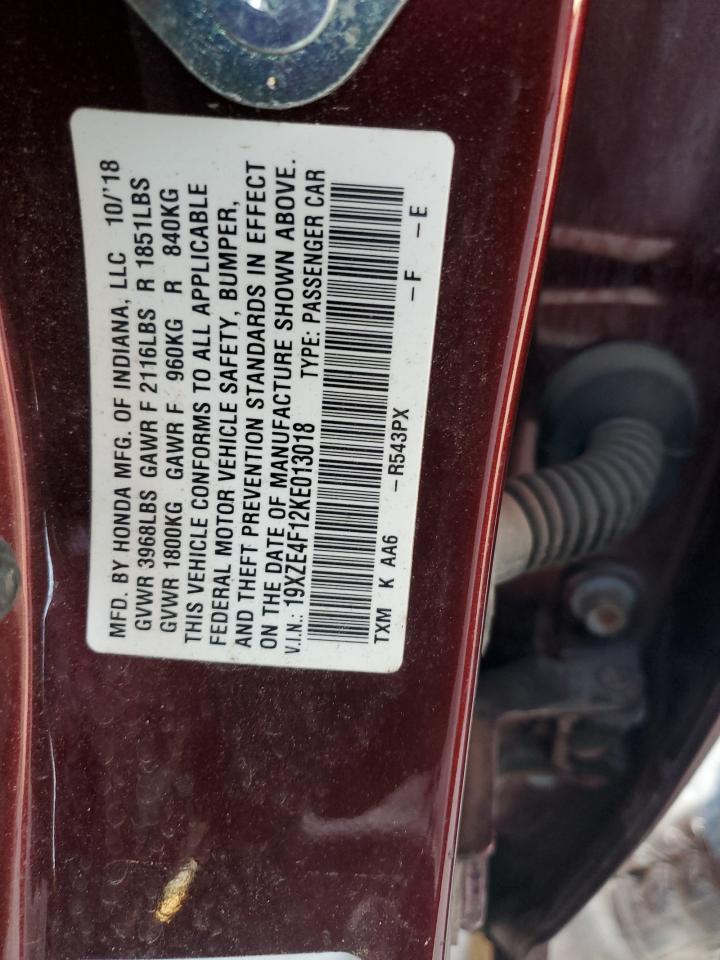 MFD. BY HONDA MFG. OF INDIANA, LLC 10/'18
GVWR 3968LBS GAWR F 2116LBS R 1851LBS
GVWR 1800KG GAWR F 960KG R 840KG
THIS VEHICLE CONFORMS TO ALL APPLICABLE
FEDERAL MOTOR VEHICLE SAFETY, BUMPER,
AND THEFT PREVENTION STANDARDS IN EFFECT
ON THE DATE OF MANUFACTURE SHOWN ABOVE.
V.I.N.: 19XZE4F12KE013018 TYPE: PASSENGER CAR
TXM K AA6 – R543PX – F – E